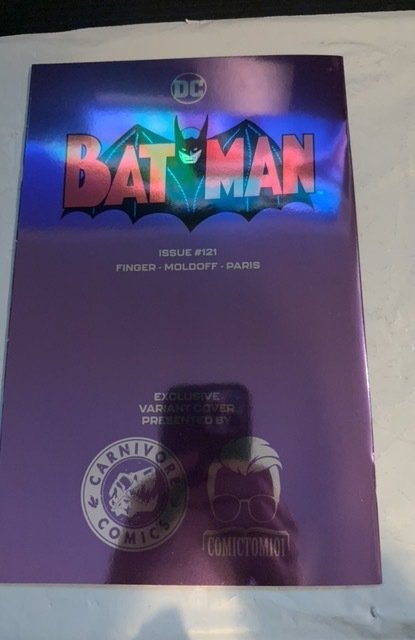 DC
BATMAN
ISSUE #121
FINGER - MOLDOFF - PARIS
EXCLUSIVE
VARIANT COVER
PRESENTED BY
CARNIVORE
COMICS
COMICTOM101